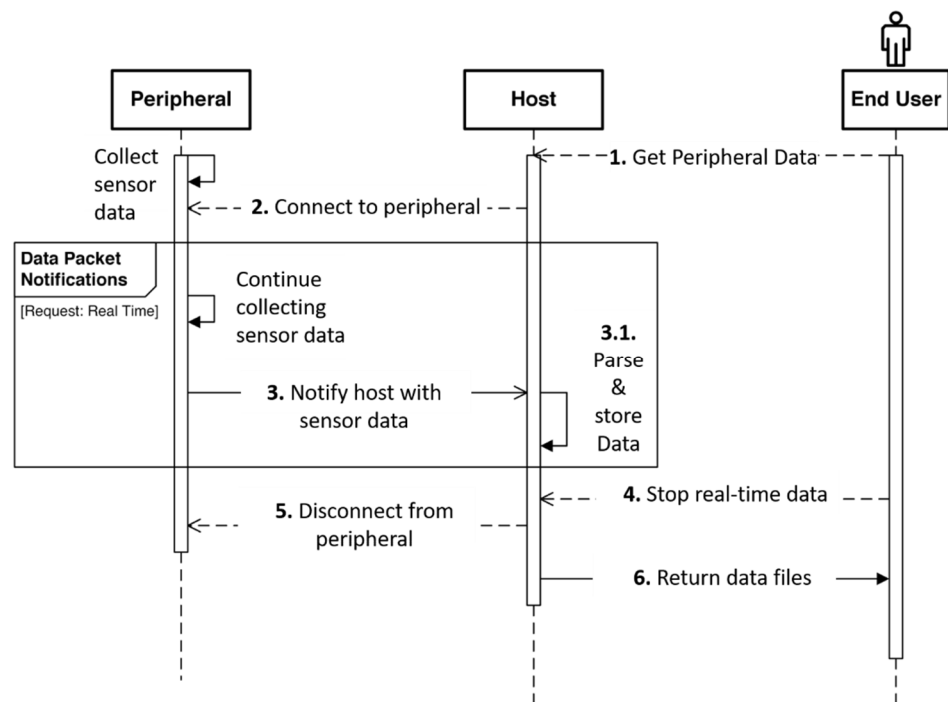 Peripheral
Host
End User
Collect
sensor
data
1. Get Peripheral Data
2. Connect to peripheral
Data Packet
Notifications
[Request: Real Time]
Continue
collecting
sensor data
3.1.
Parse
&
store
Data
3. Notify host with
sensor data
4. Stop real-time data
5. Disconnect from
peripheral
6. Return data files